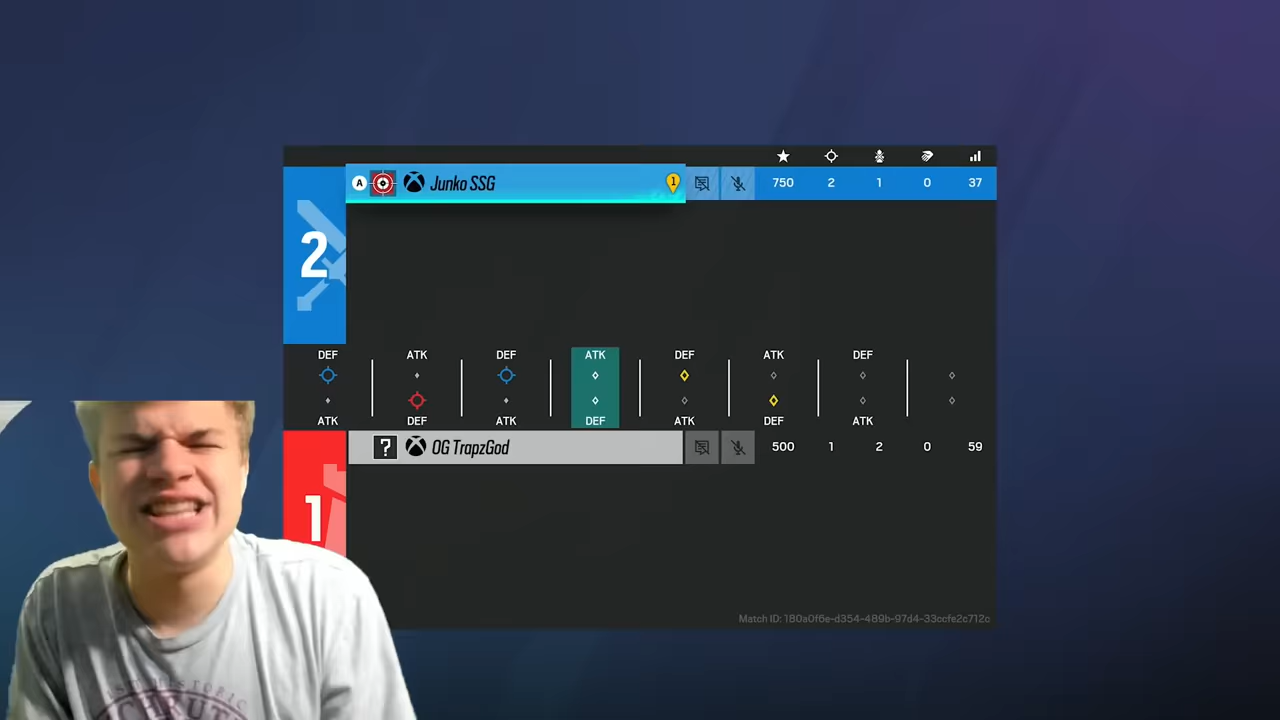 A Junko SSG 1 750 2 1 0 37
2
DEF ATK DEF ATK DEF ATK DEF
ATK DEF ATK DEF ATK DEF ATK
? OG TrapzGod 500 1 2 0 59
1
Match ID: 180a0f6e-d354-489b-97d4-33ccfe2c712c